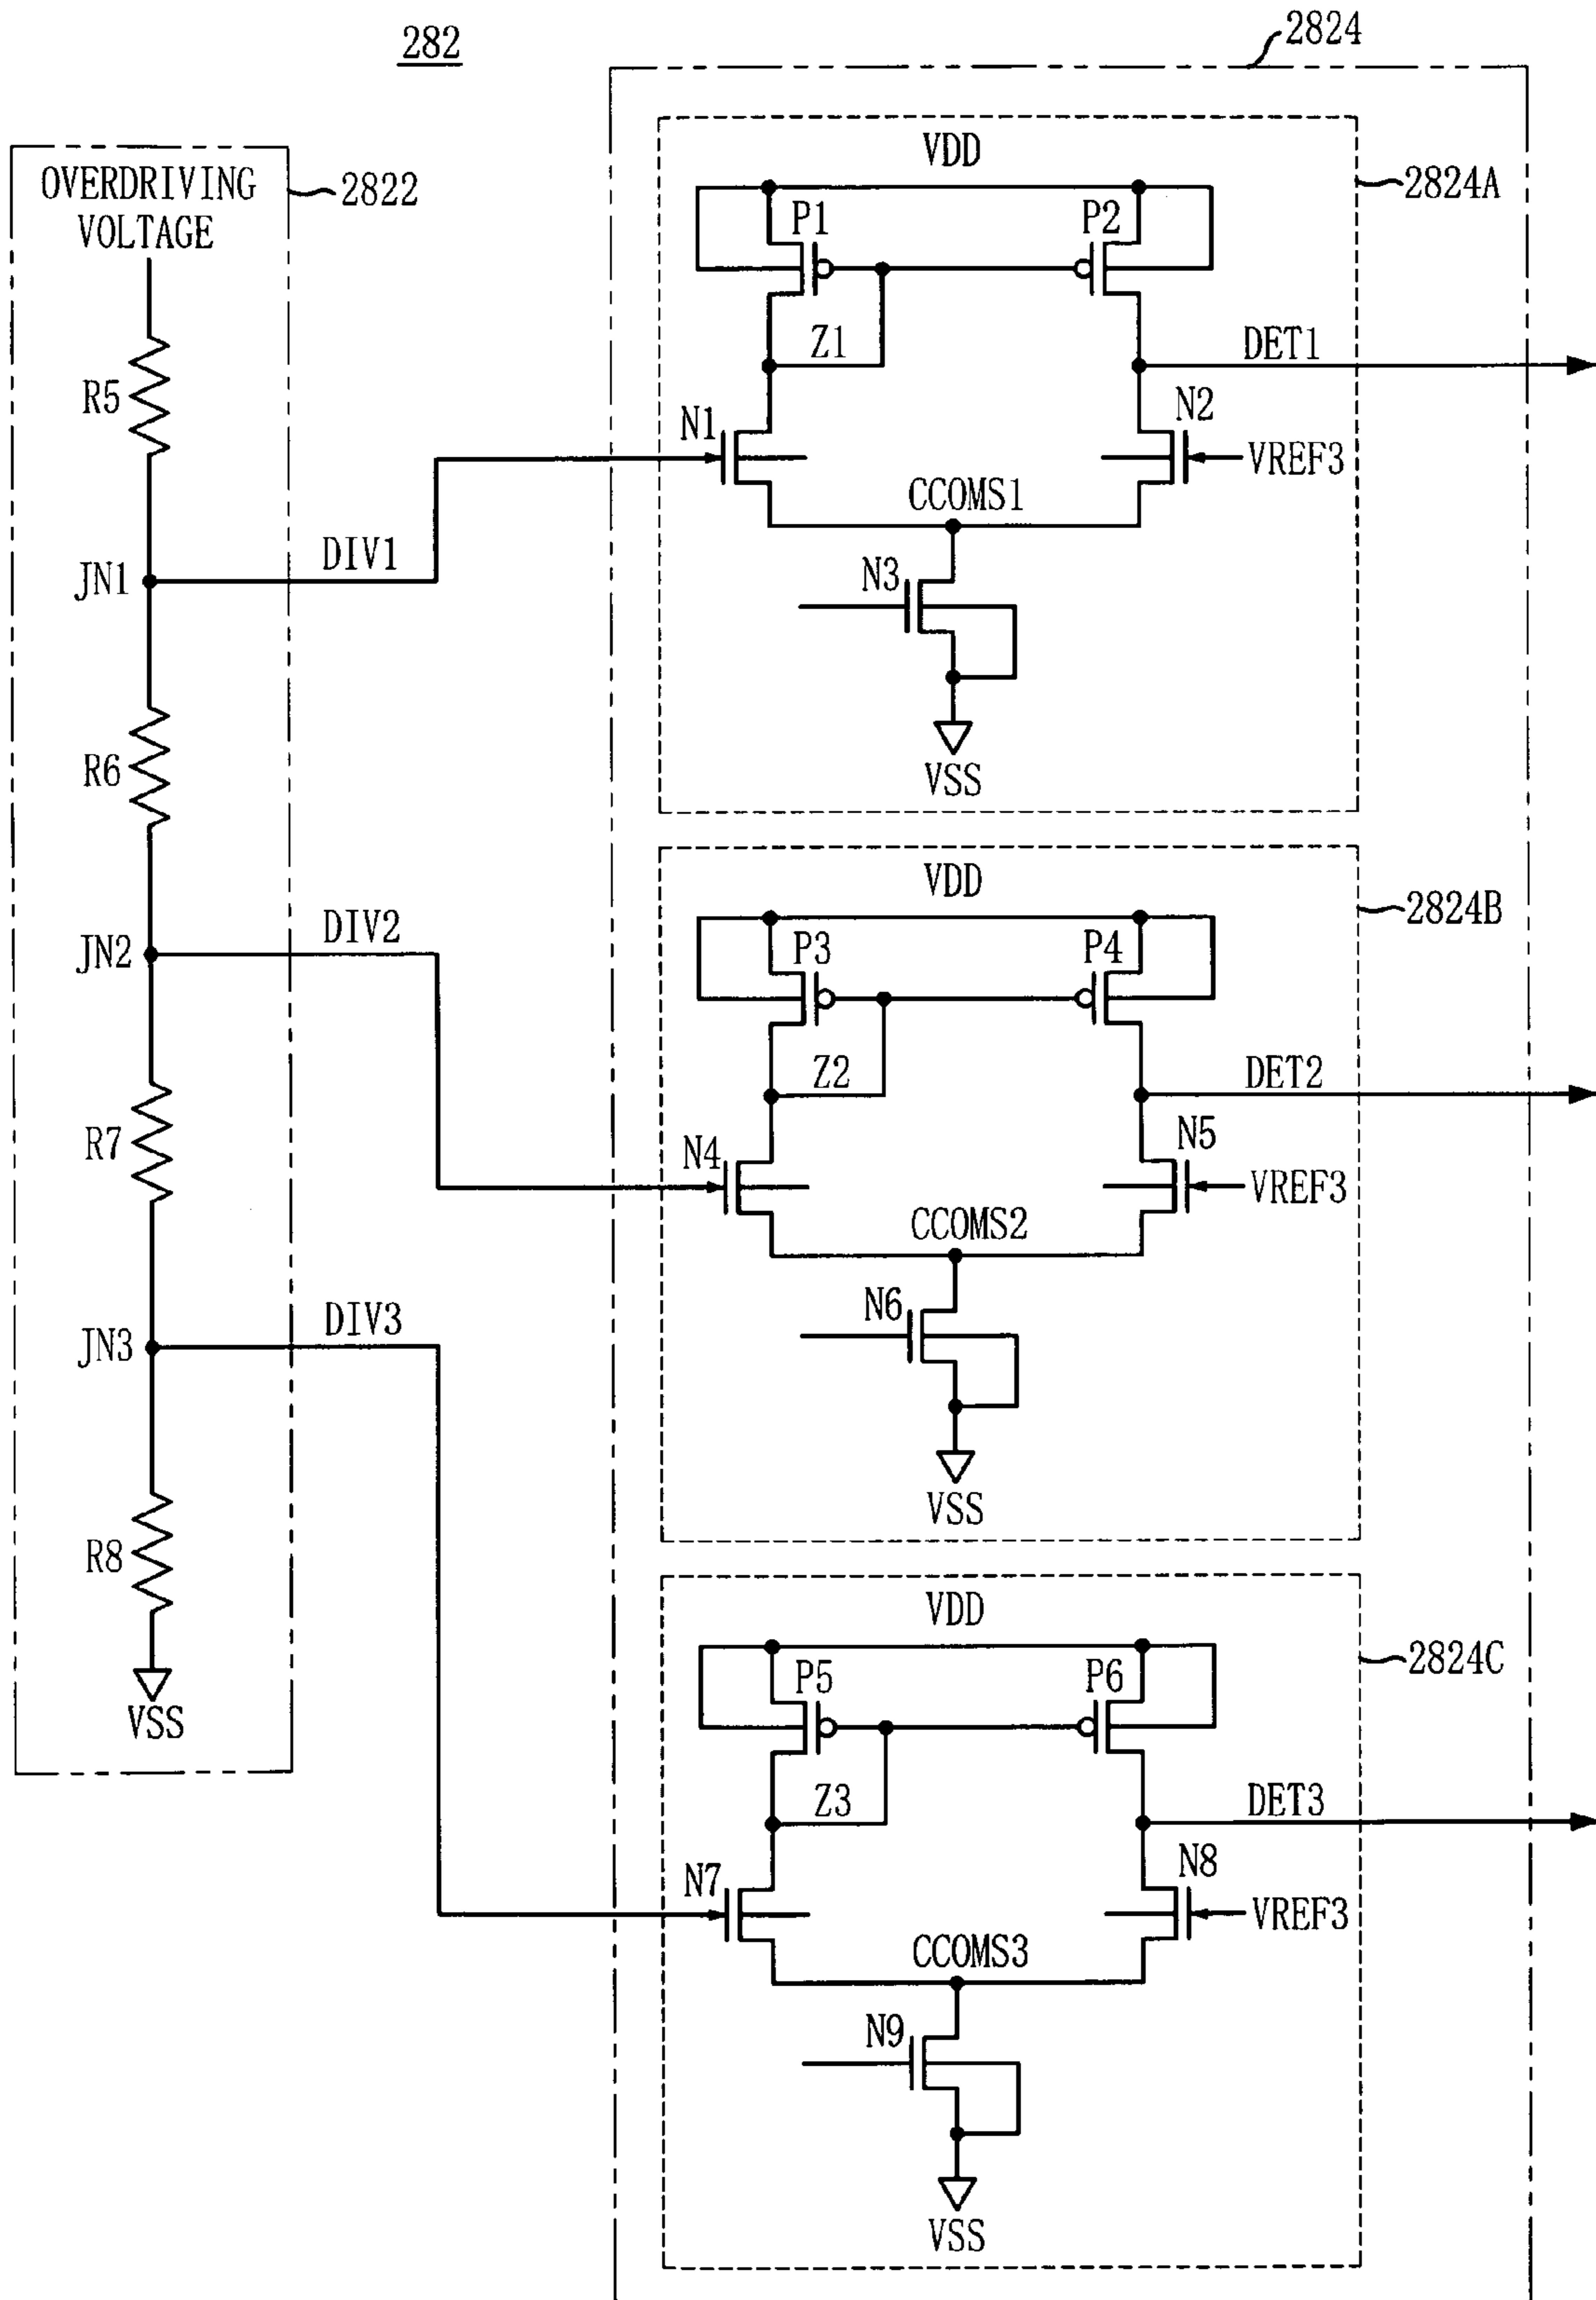 282
2824
OVERDRIVING
VOLTAGE
2822
R5
JN1
DIV1
R6
JN2
DIV2
R7
JN3
DIV3
R8
VSS
VDD
2824A
P1
P2
Z1
DET1
N1
N2
VREF3
CCOMS1
N3
VSS
VDD
2824B
P3
P4
Z2
DET2
N4
N5
VREF3
CCOMS2
N6
VSS
VDD
2824C
P5
P6
Z3
DET3
N7
N8
VREF3
CCOMS3
N9
VSS